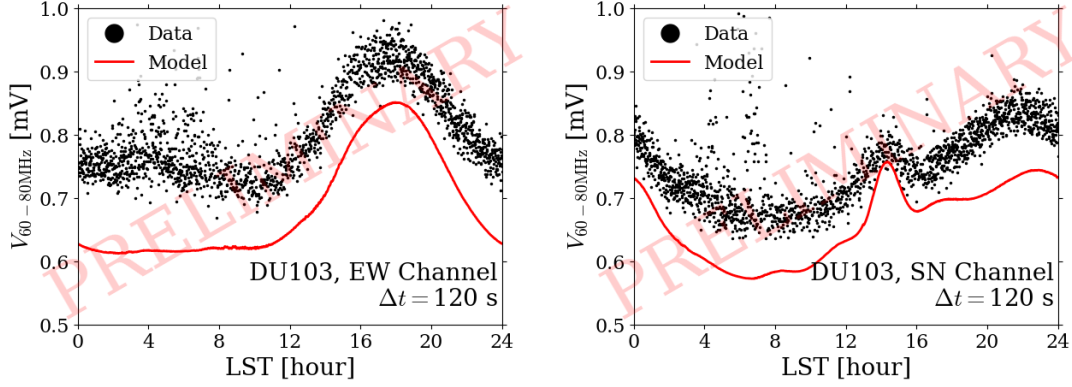 1.0
0.9
0.8
0.7
0.6
0.5
V60−80MHz [mV]
Data
Model
PRELIMINARY
DU103, EW Channel
Δt = 120 s
0 4 8 12 16 20 24
LST [hour]
1.0
0.9
0.8
0.7
0.6
0.5
V60−80MHz [mV]
Data
Model
PRELIMINARY
DU103, SN Channel
Δt = 120 s
0 4 8 12 16 20 24
LST [hour]